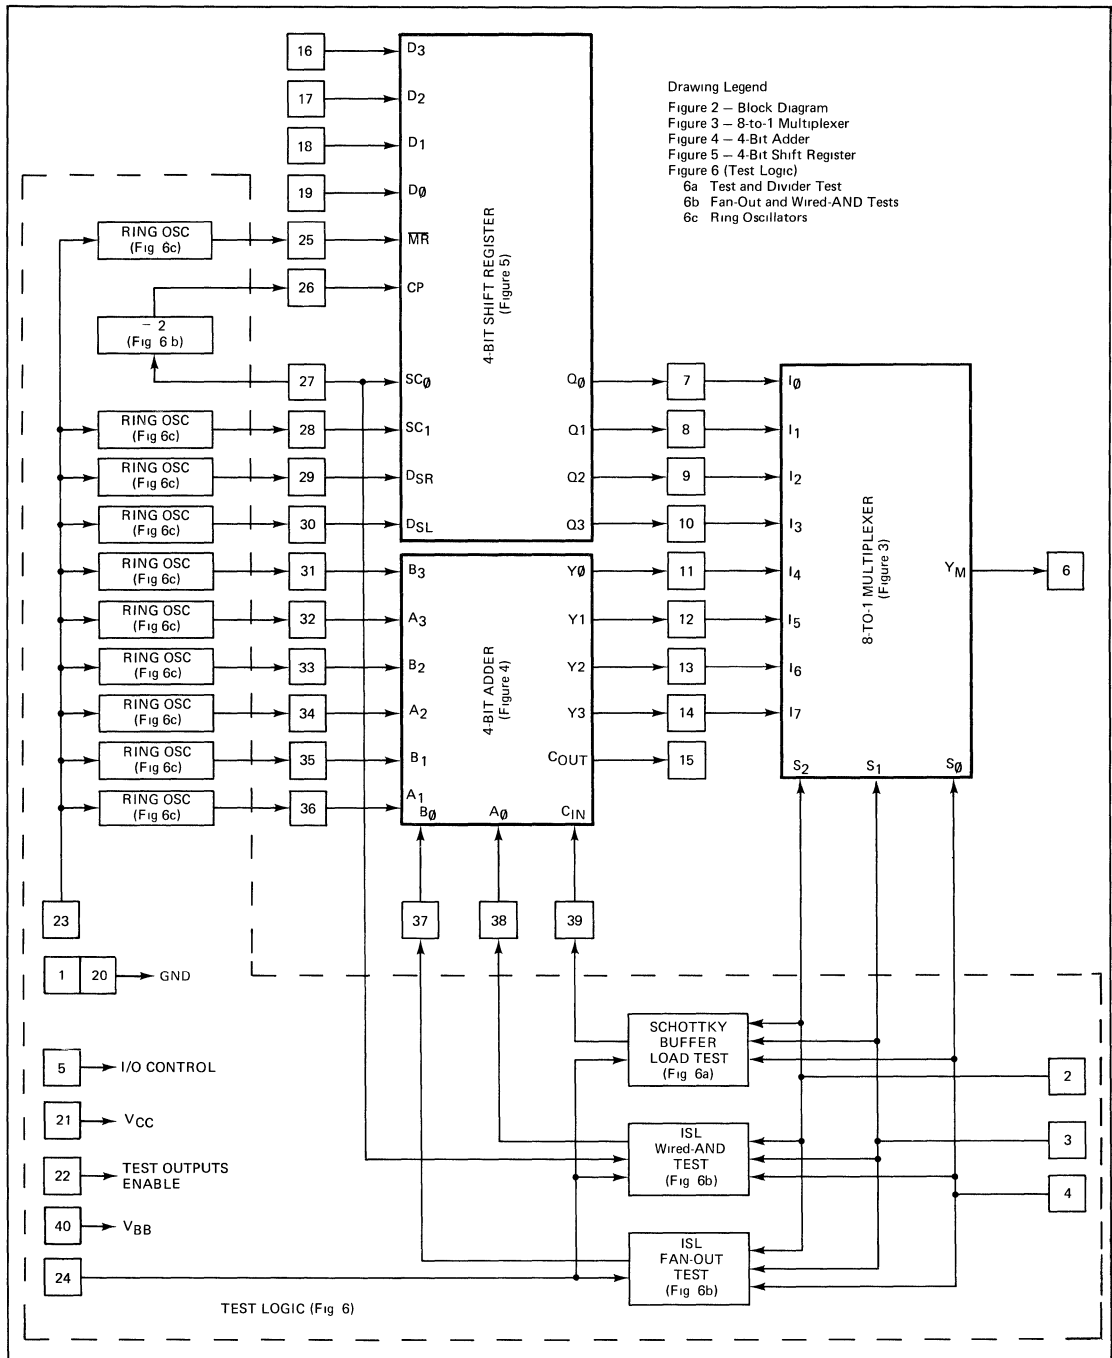 Drawing Legend
Figure 2 — Block Diagram
Figure 3 — 8-to-1 Multiplexer
Figure 4 — 4-Bit Adder
Figure 5 — 4-Bit Shift Register
Figure 6 (Test Logic)
6a Test and Divider Test
6b Fan-Out and Wired-AND Tests
6c Ring Oscillators
16 D3
17 D2
18 D1
19 DØ
RING OSC
(Fig 6c)
25 MR
26 CP
– 2
(Fig 6 b)
27 SCØ
RING OSC
(Fig 6c)
28 SC1
RING OSC
(Fig 6c)
29 DSR
RING OSC
(Fig 6c)
30 DSL
4-BIT SHIFT REGISTER
(Figure 5)
QØ 7 IØ
Q1 8 I1
Q2 9 I2
Q3 10 I3
RING OSC
(Fig 6c)
31 B3
RING OSC
(Fig 6c)
32 A3
RING OSC
(Fig 6c)
33 B2
RING OSC
(Fig 6c)
34 A2
RING OSC
(Fig 6c)
35 B1
RING OSC
(Fig 6c)
36 A1
4-BIT ADDER
(Figure 4)
YØ 11 I4
Y1 12 I5
Y2 13 I6
Y3 14 I7
COUT 15
BØ AØ CIN
8-TO-1 MULTIPLEXER
(Figure 3)
YM 6
S2 S1 SØ
23
37 38 39
1 20 GND
5 I/O CONTROL
21 VCC
22 TEST OUTPUTS
ENABLE
40 VBB
24
SCHOTTKY
BUFFER
LOAD TEST
(Fig 6a)
2
ISL
Wired-AND
TEST
(Fig 6b)
3
4
ISL
FAN-OUT
TEST
(Fig 6b)
TEST LOGIC (Fig 6)